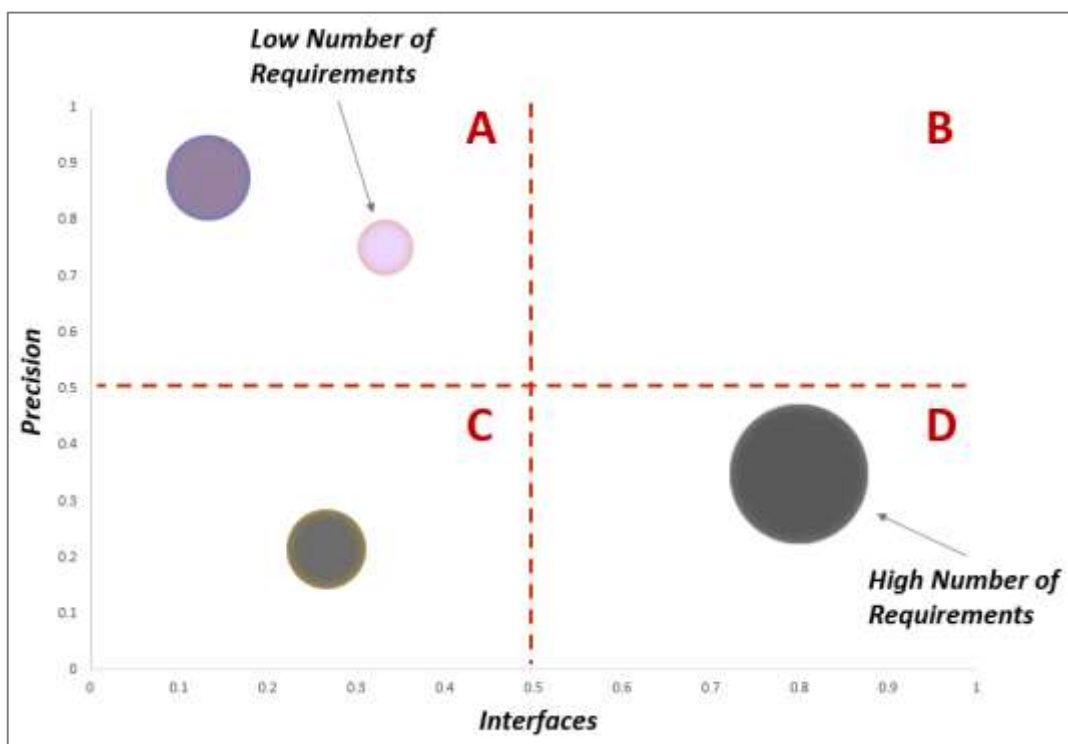 Low Number of
Requirements
A
B
1
0.9
0.8
0.7
0.6
0.5
0.4
0.3
0.2
0.1
0
Precision
C
D
High Number of
Requirements
0
0.1
0.2
0.3
0.4
0.5
0.6
0.7
0.8
0.9
1
Interfaces